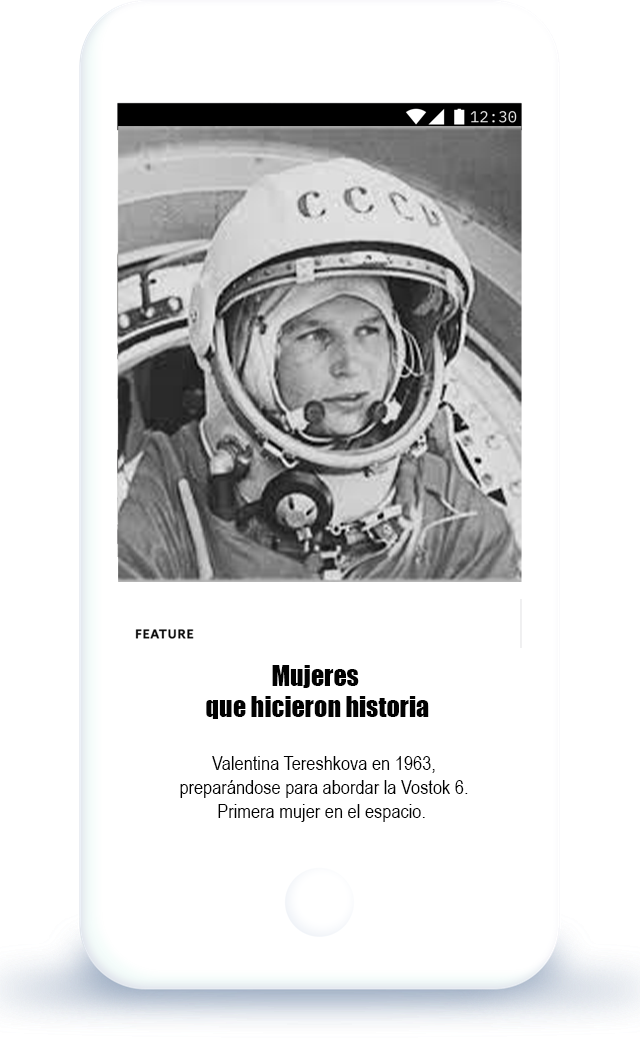 12:30
СССР
FEATURE
Mujeres
que hicieron historia
Valentina Tereshkova en 1963,
preparándose para abordar la Vostok 6.
Primera mujer en el espacio.